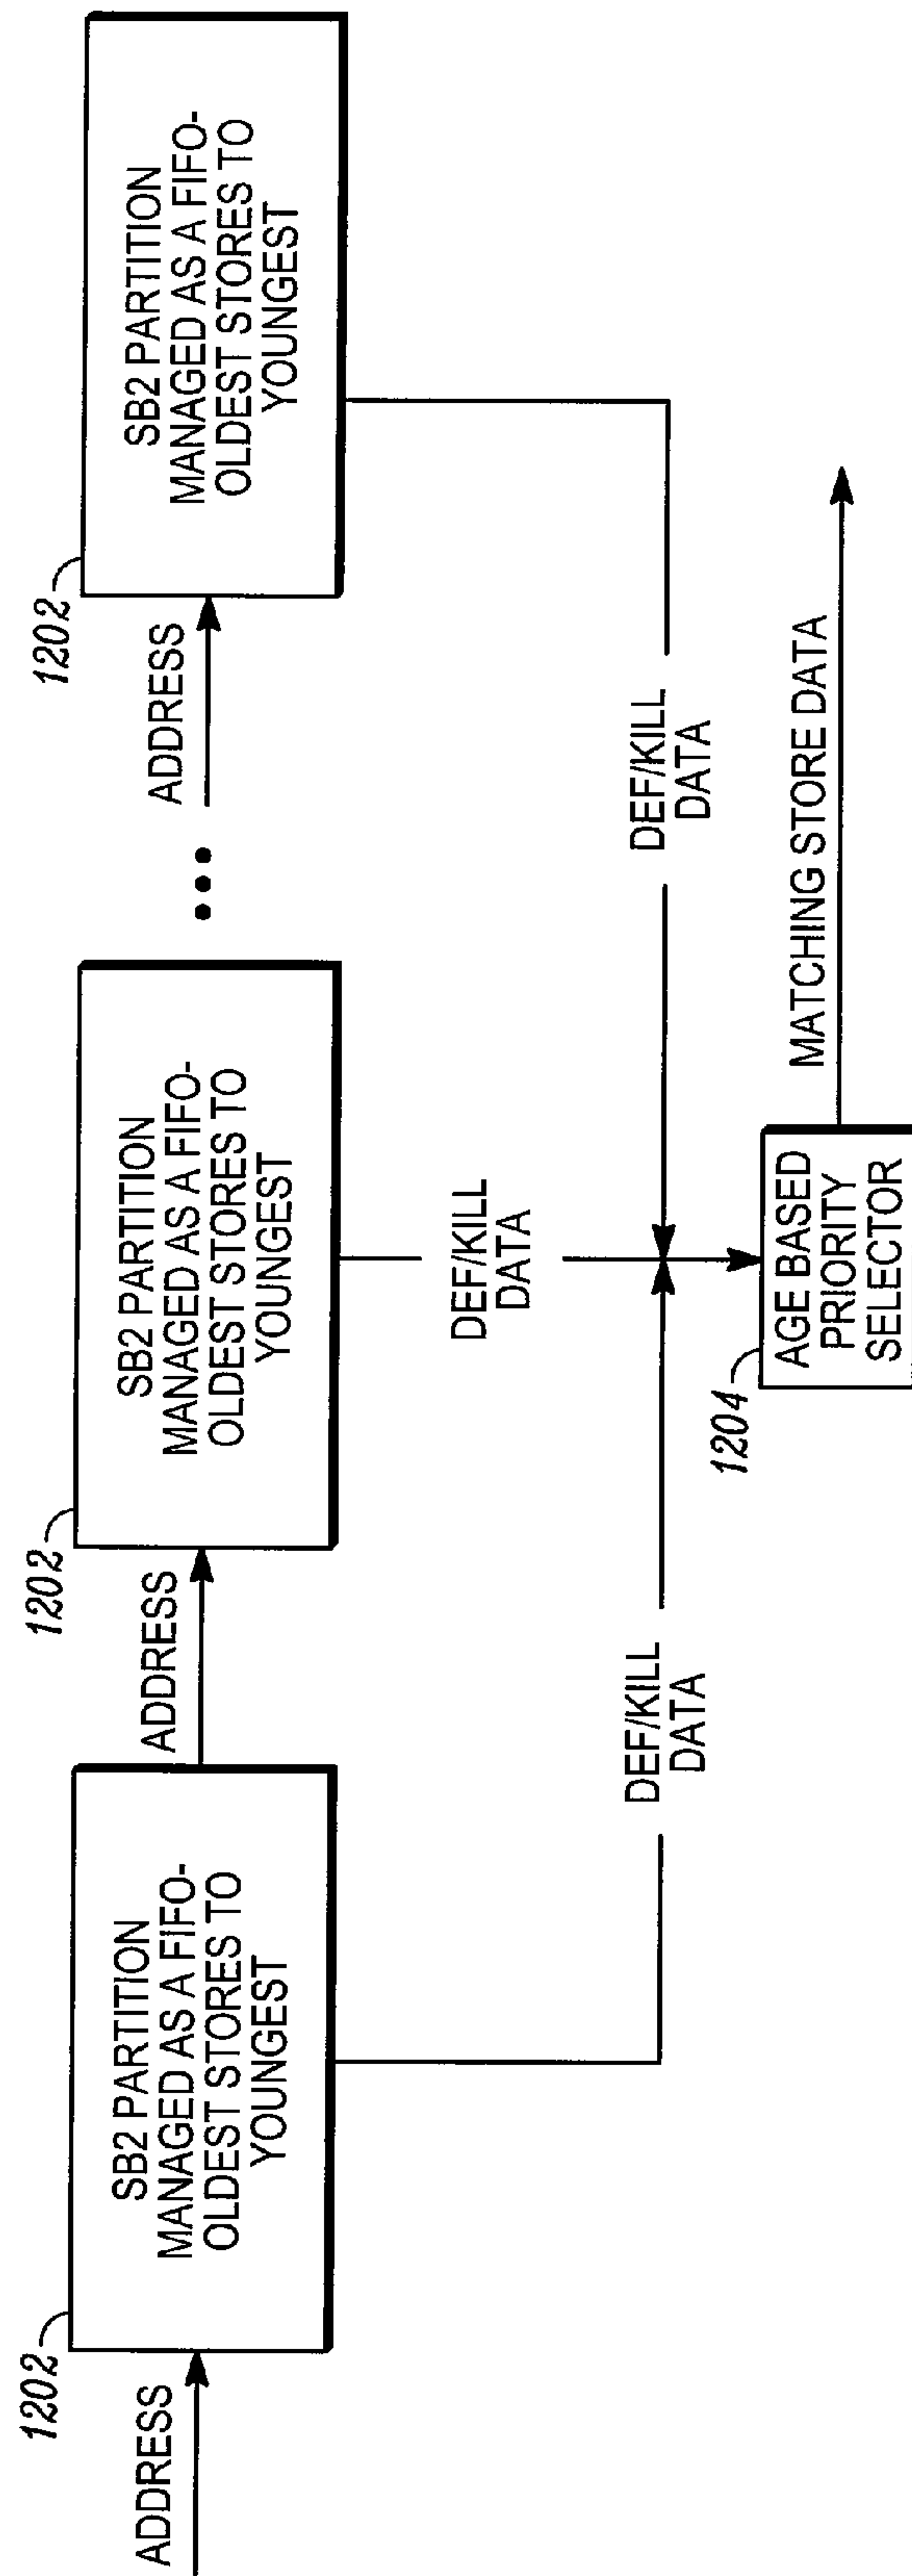 1202
1202
1202
ADDRESS
SB2 PARTITION
MANAGED AS A FIFO-
OLDEST STORES TO
YOUNGEST
ADDRESS
SB2 PARTITION
MANAGED AS A FIFO-
OLDEST STORES TO
YOUNGEST
ADDRESS
SB2 PARTITION
MANAGED AS A FIFO-
OLDEST STORES TO
YOUNGEST
DEF/KILL
DATA
DEF/KILL
DATA
DEF/KILL
DATA
1204
AGE BASED
PRIORITY
SELECTOR
MATCHING STORE DATA